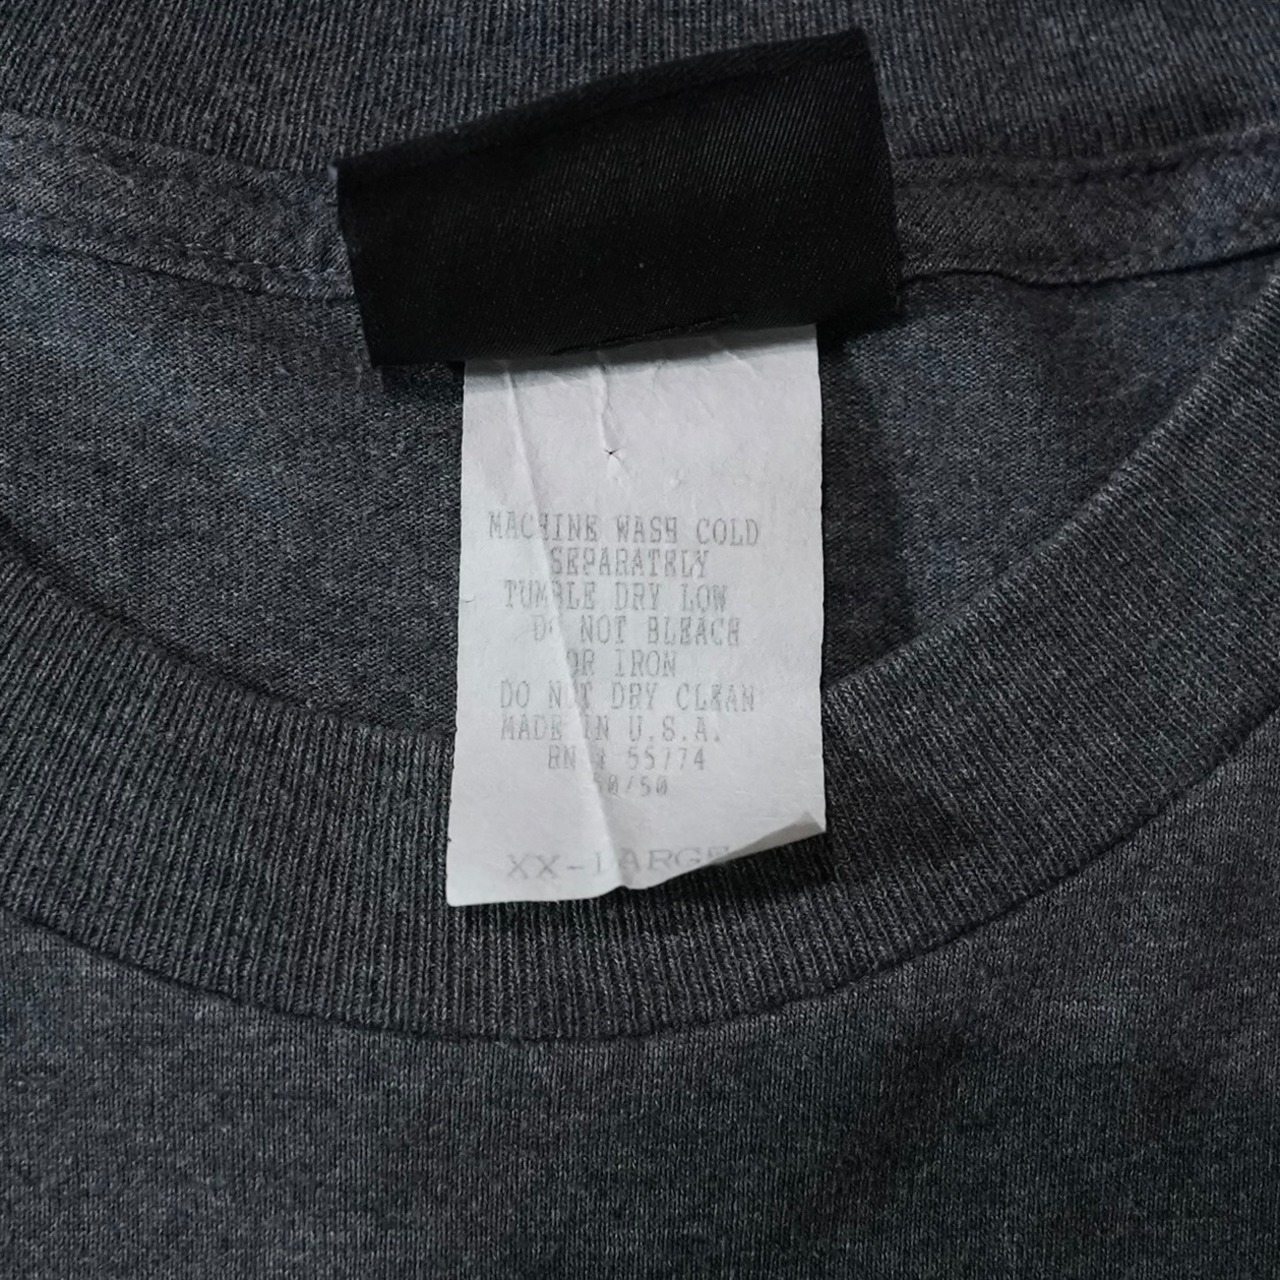 MACHINE WASH COLD
SEPARATELY
TUMBLE DRY LOW
DO NOT BLEACH
OR IRON
DO NOT DRY CLEAN
MADE IN U.S.A.
RN # 55774
50/50
XX-LARGE